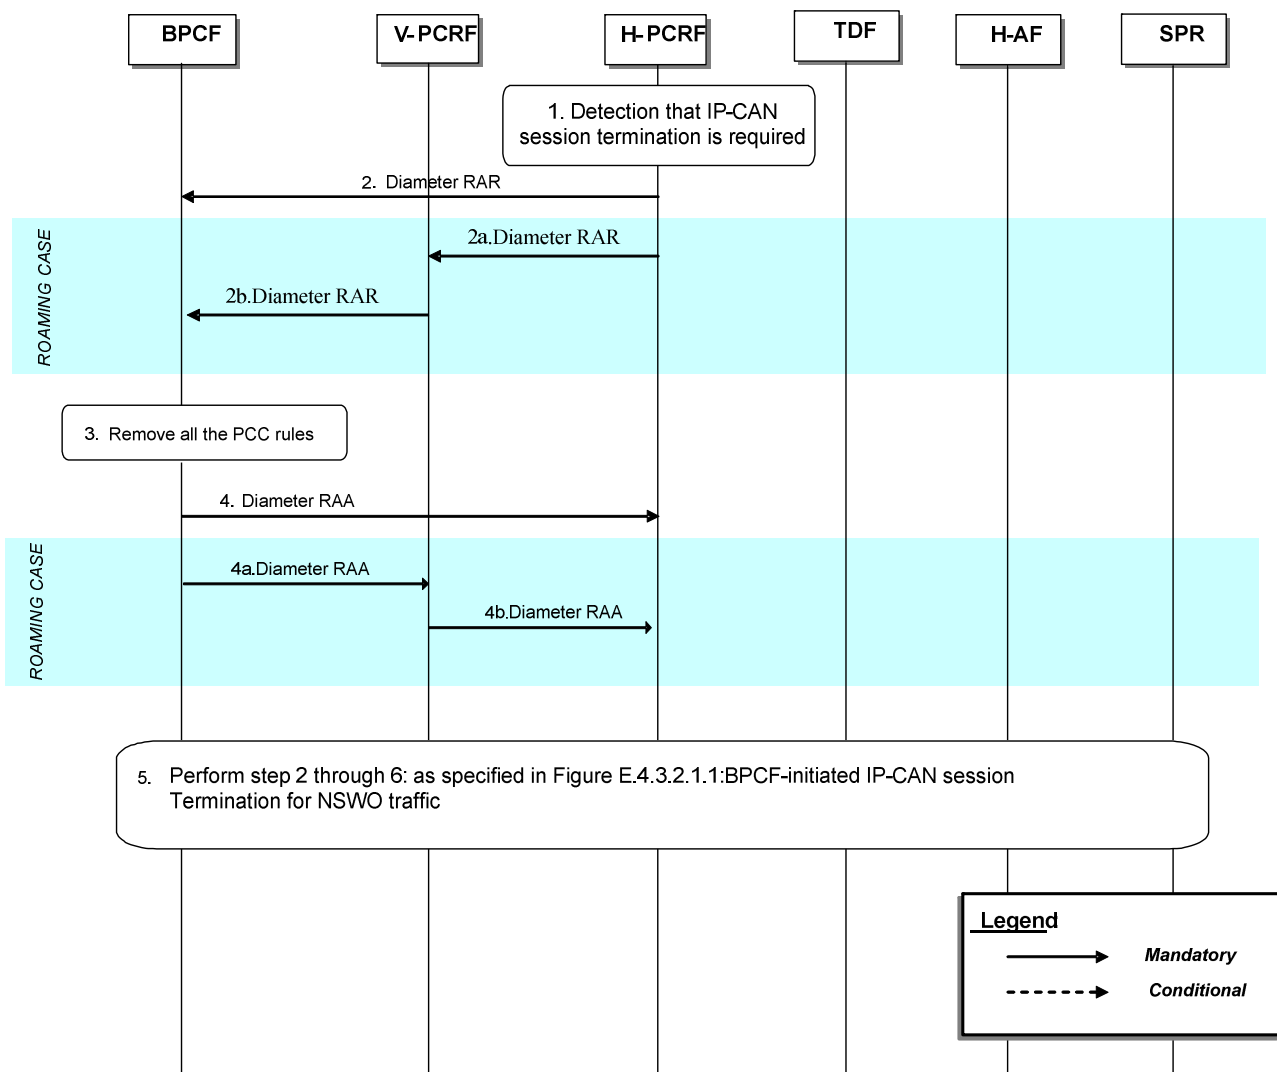 BPCF
V-PCRF
H-PCRF
TDF
H-AF
SPR
1. Detection that IP-CAN
session termination is required
2. Diameter RAR
ROAMING CASE
2a.Diameter RAR
2b.Diameter RAR
3. Remove all the PCC rules
4. Diameter RAA
ROAMING CASE
4a.Diameter RAA
4b.Diameter RAA
5. Perform step 2 through 6: as specified in Figure E.4.3.2.1.1:BPCF-initiated IP-CAN session
Termination for NSWO traffic
Legend
Mandatory
Conditional